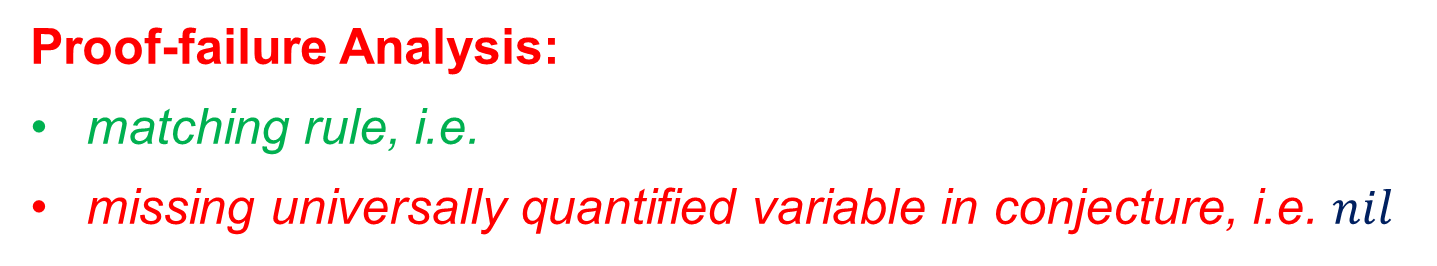 Proof-failure Analysis:
• matching rule, i.e.
• missing universally quantified variable in conjecture, i.e. nil